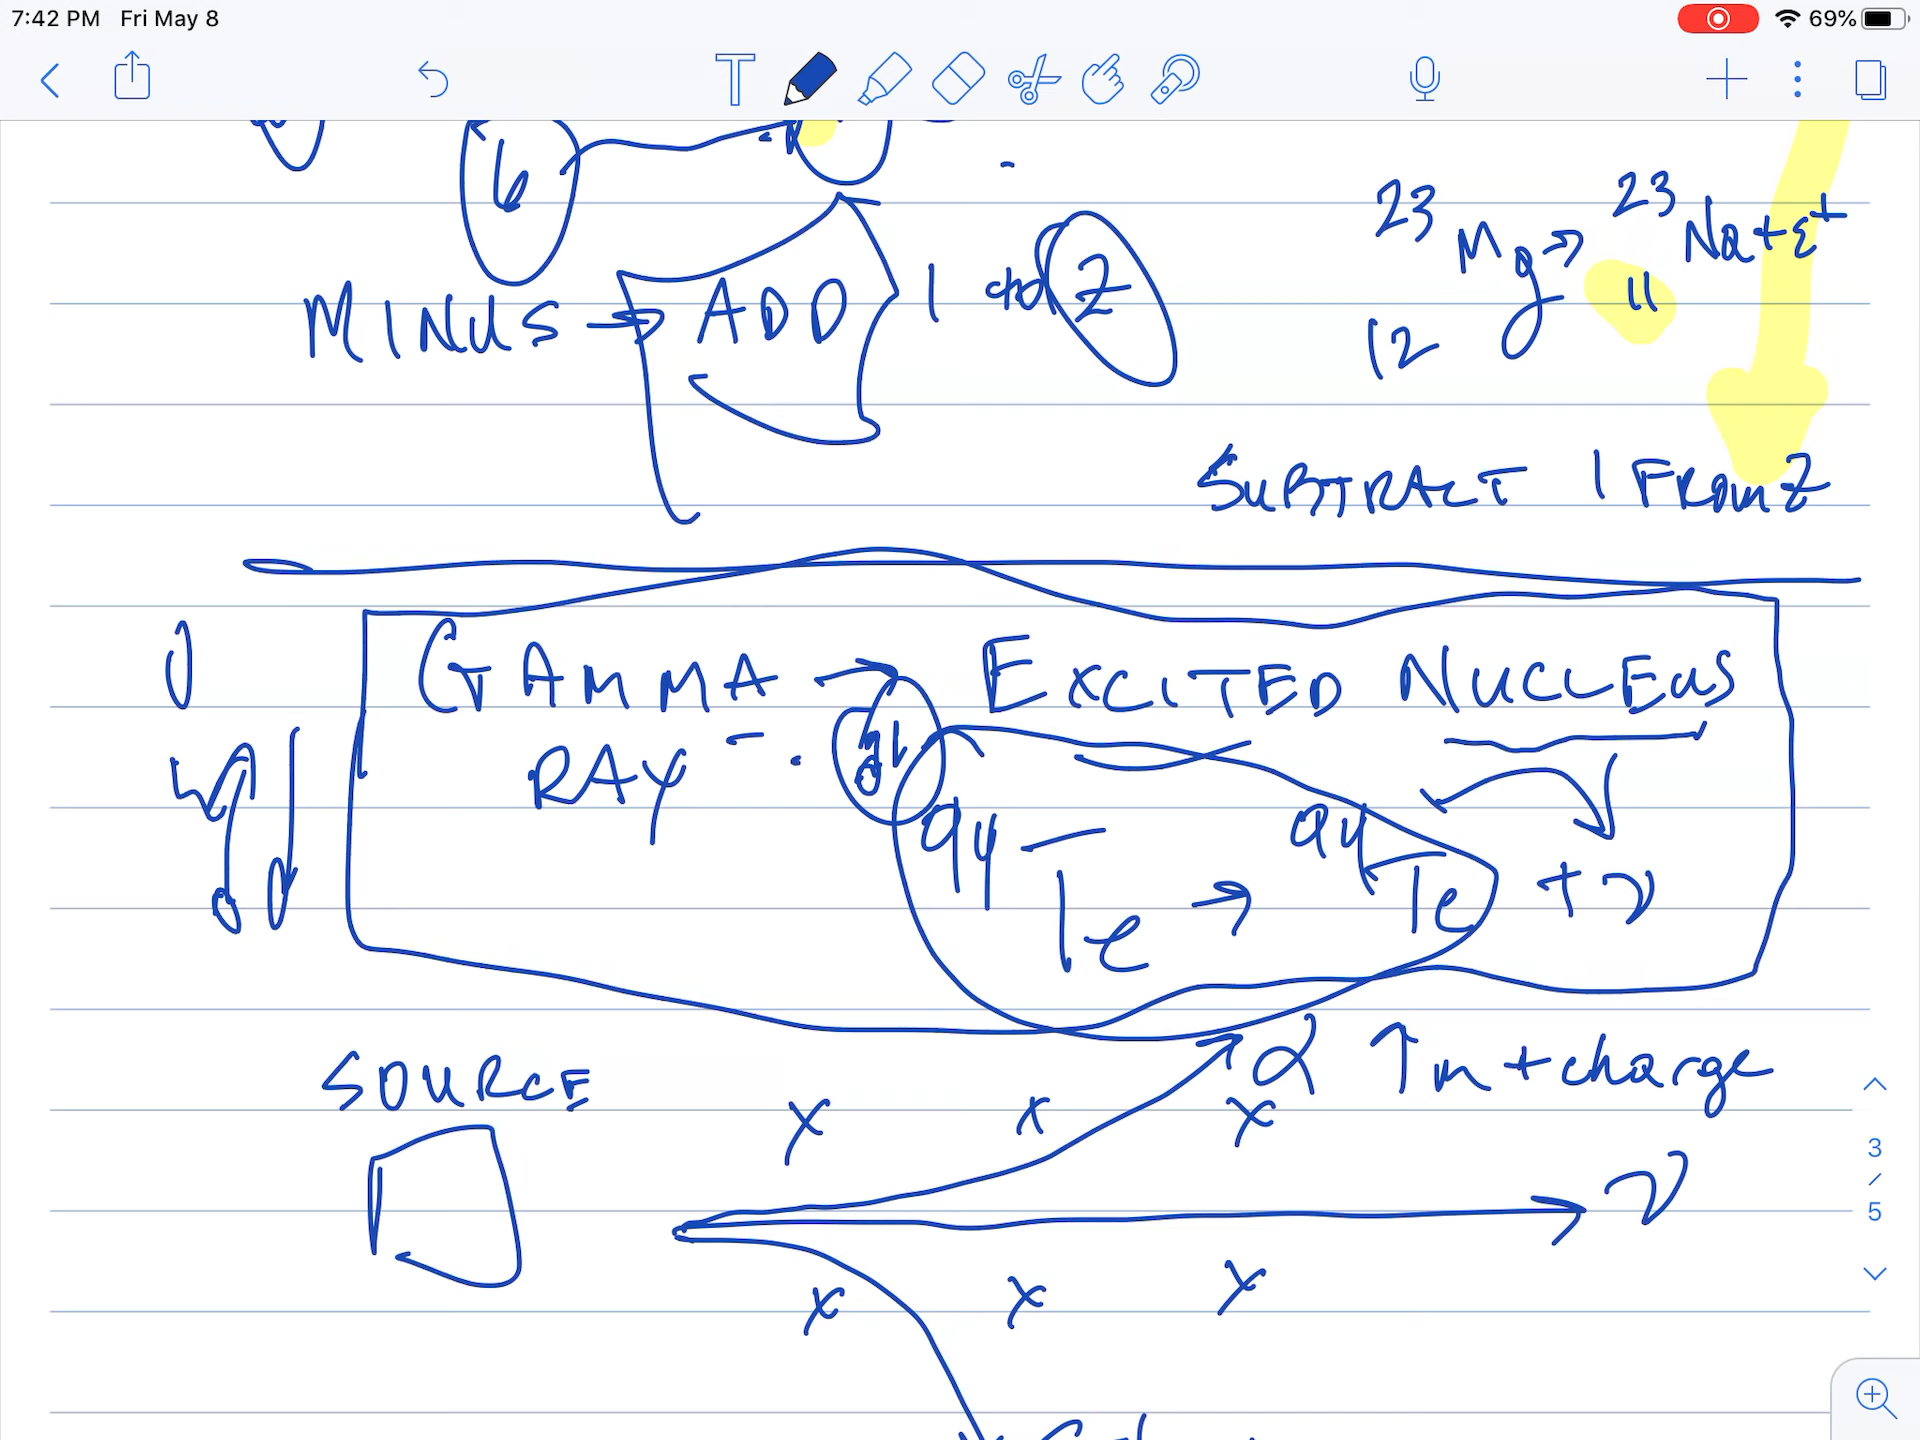 7:42 PM Fri May 8
69%
T
6
23 Mg → 23 Na + ε+
12 11
MINUS → ADD 1 to Z
SUBTRACT 1 FROM Z
GAMMA → EXCITED NUCLEUS
RAY
94 Te → 94 Te + γ
SOURCE
α ↑ m + charge
x x x
γ
x x x
3
/
5